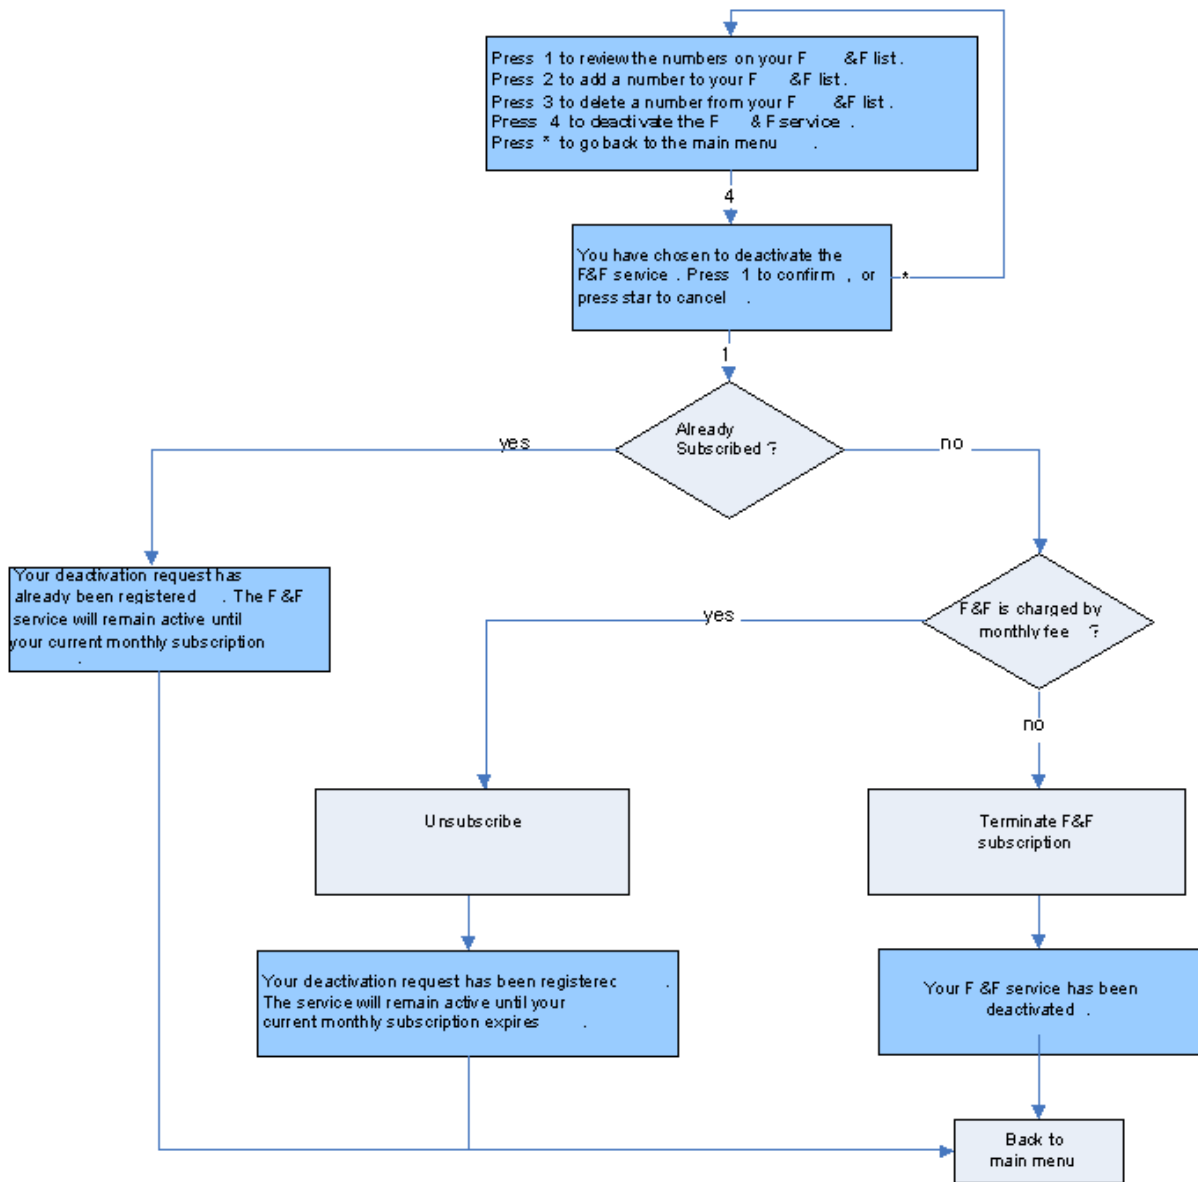 Press 1 to review the numbers on your F &F list .
Press 2 to add a number to your F &F list .
Press 3 to delete a number from your F &F list .
Press 4 to deactivate the F & F service .
Press * to go back to the main menu .
4
You have chosen to deactivate the
F&F service . Press 1 to confirm , or
press star to cancel .
*
1
Already
Subscribed ?
yes
no
Your deactivation request has
already been registered . The F &F
service will remain active until
your current monthly subscription
.
F&F is charged by
monthly fee ?
yes
no
Unsubscribe
Terminate F&F
subscription
Your deactivation request has been registered .
The service will remain active until your
current monthly subscription expires .
Your F &F service has been
deactivated .
Back to
main menu